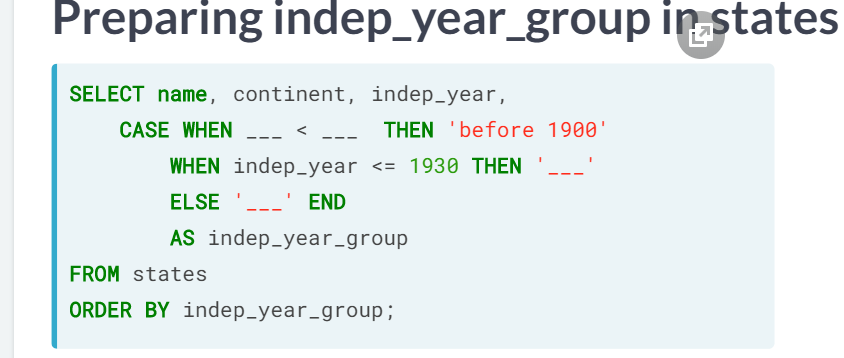 Preparing indep_year_group in states
SELECT name, continent, indep_year,
    CASE WHEN ___ < ___  THEN 'before 1900'
        WHEN indep_year <= 1930 THEN '___'
        ELSE '___' END
        AS indep_year_group
FROM states
ORDER BY indep_year_group;